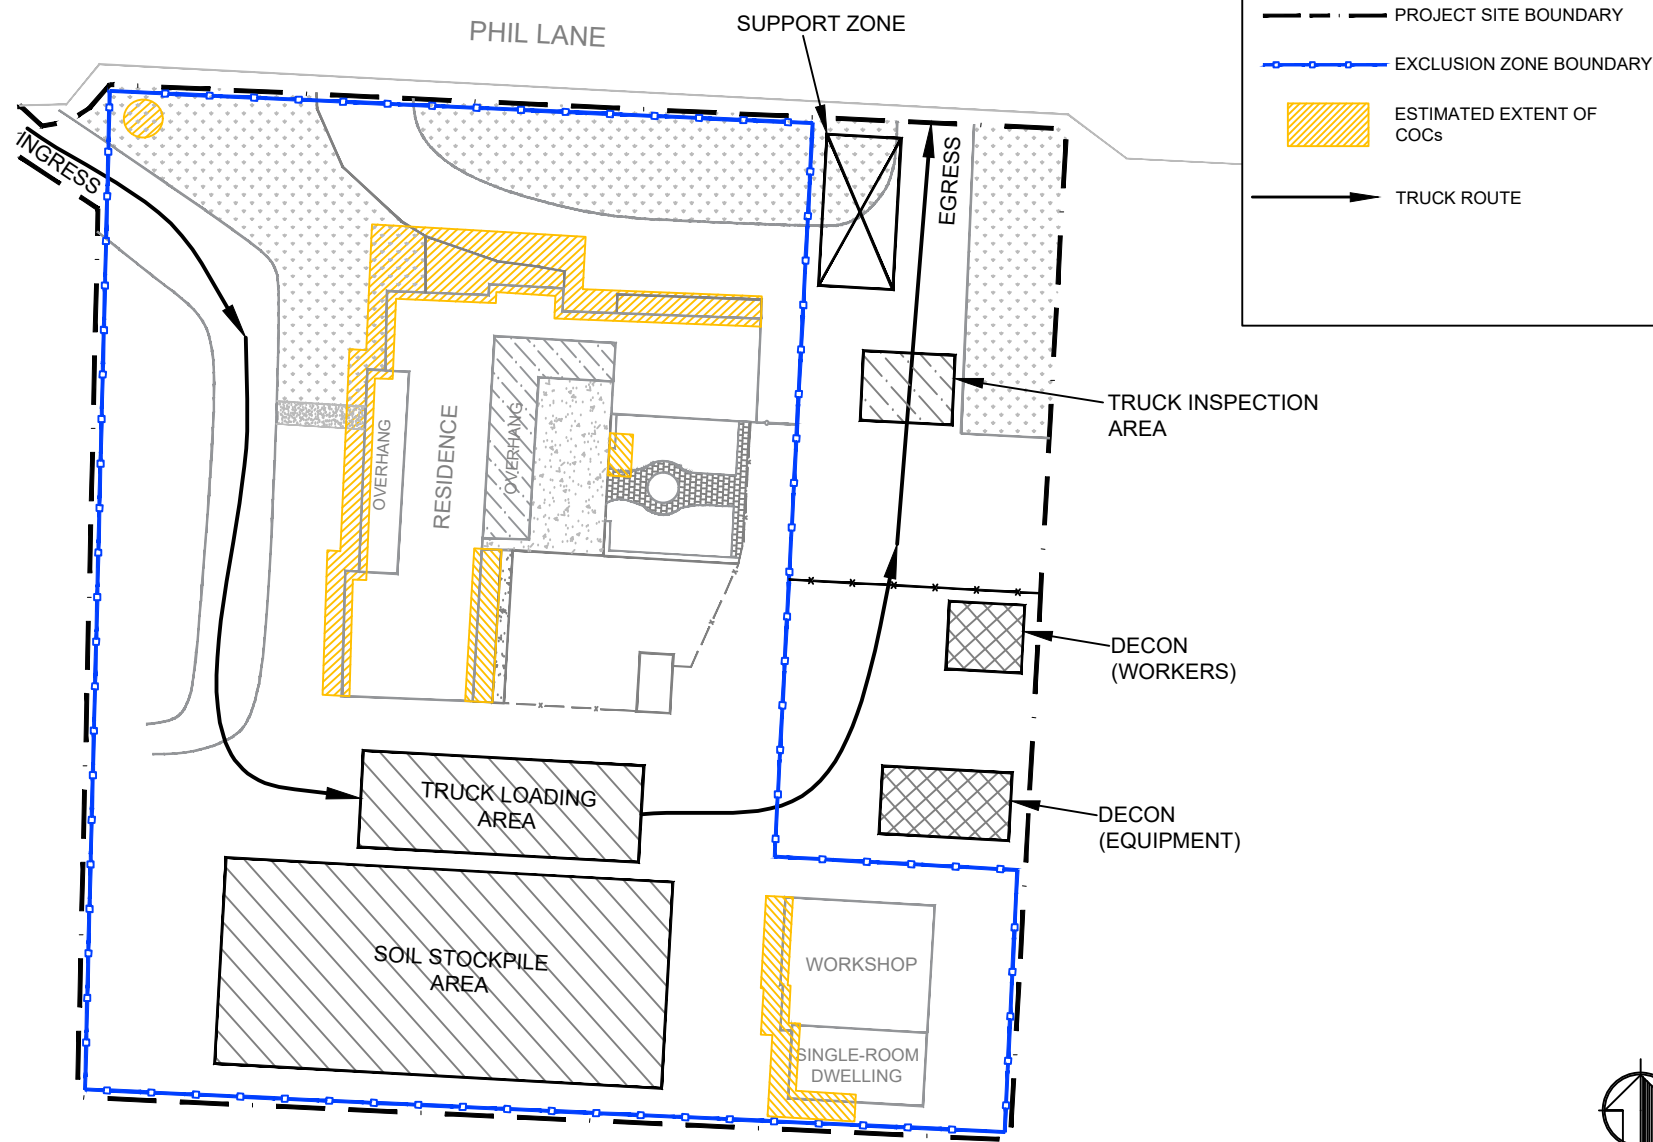 PHIL LANE
SUPPORT ZONE
PROJECT SITE BOUNDARY
EXCLUSION ZONE BOUNDARY
ESTIMATED EXTENT OF
COCs
TRUCK ROUTE
INGRESS
EGRESS
TRUCK INSPECTION
AREA
OVERHANG
RESIDENCE
OVERHANG
DECON
(WORKERS)
TRUCK LOADING
AREA
DECON
(EQUIPMENT)
SOIL STOCKPILE
AREA
WORKSHOP
SINGLE-ROOM
DWELLING